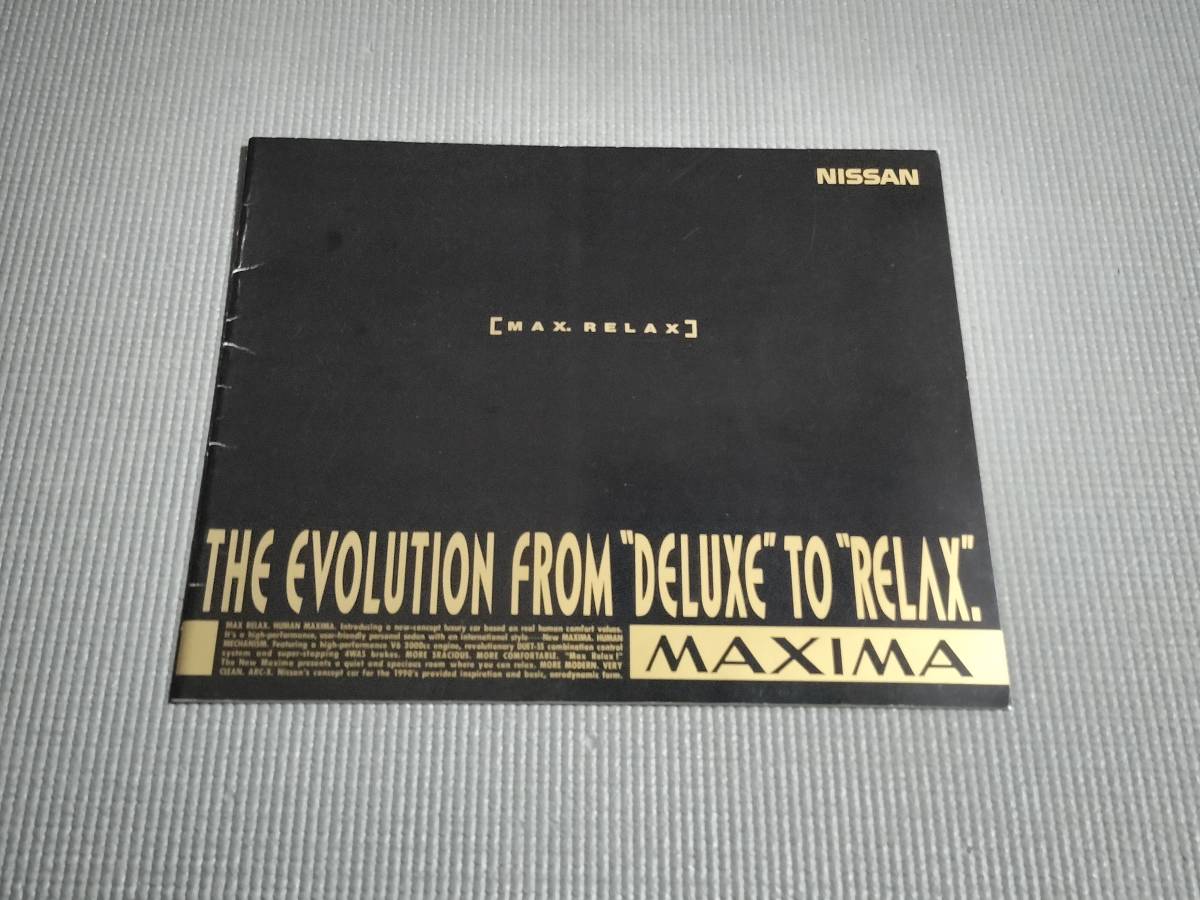 NISSAN
[MAX. RELAX]
THE EVOLUTION FROM "DELUXE" TO "RELAX".
MAX RELAX. HUMAN MAXIMA. Introducing a new-concept luxury car based on real human comfort values.
It's a high-performance, user-friendly personal sedan with an international style — New MAXIMA. HUMAN
MECHANISM. Featuring a high-performance V6 3000cc engine, revolutionary DUET-SS combination control
system and super-stopping 4WAS brakes. MORE SPACIOUS. MORE COMFORTABLE. "Max Relax!"
The New Maxima presents a quiet and spacious room where you can relax. MORE MODERN. VERY
CLEAN. ARC-X. Nissan's concept car for the 1990's provided inspiration and basic, aerodynamic form.
MAXIMA